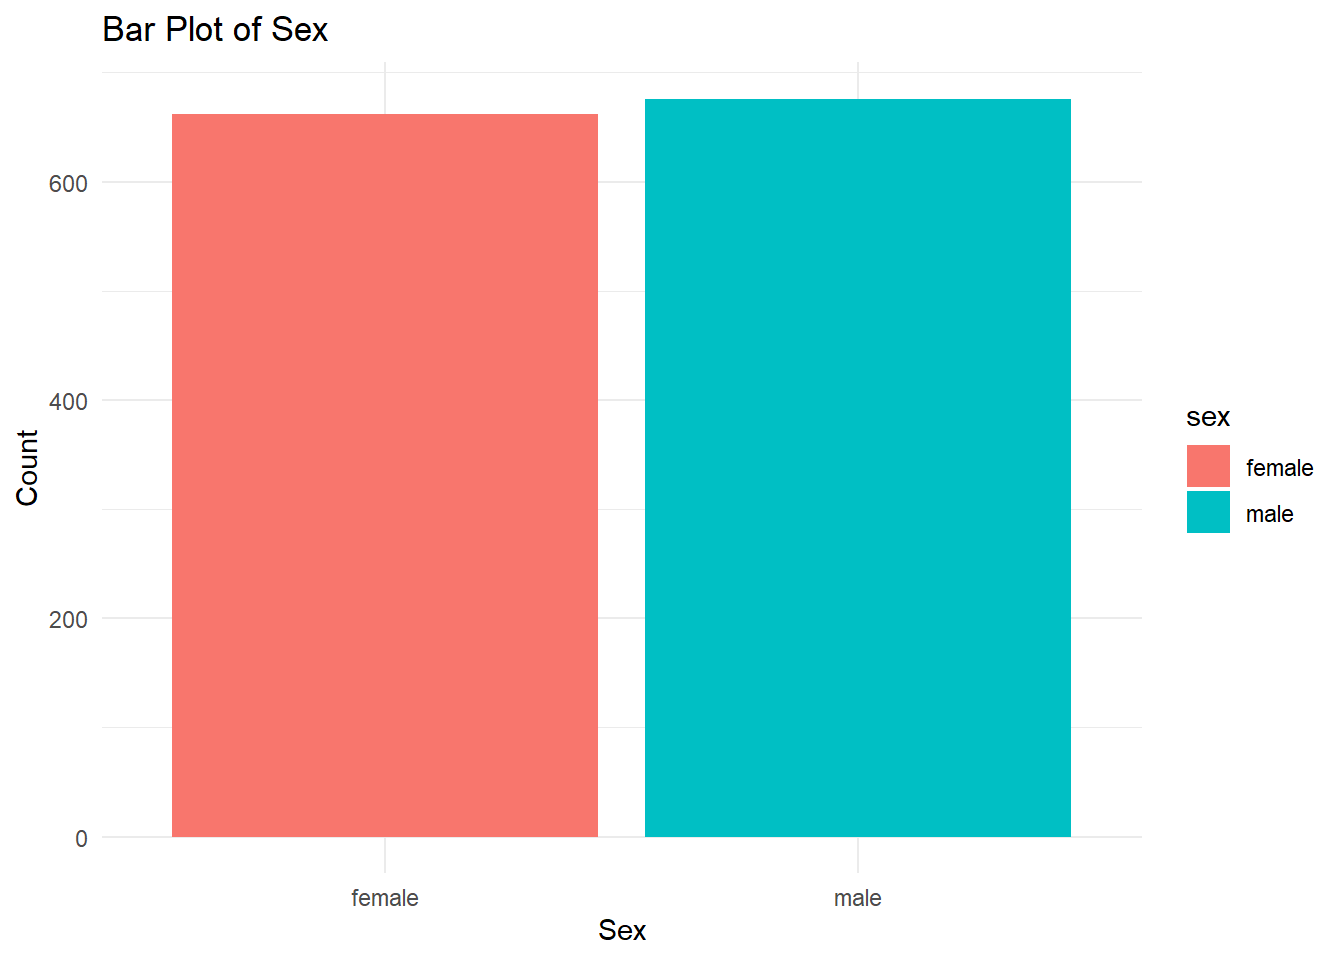 Bar Plot of Sex
600
400
200
0
Count
female
male
Sex
sex
female
male